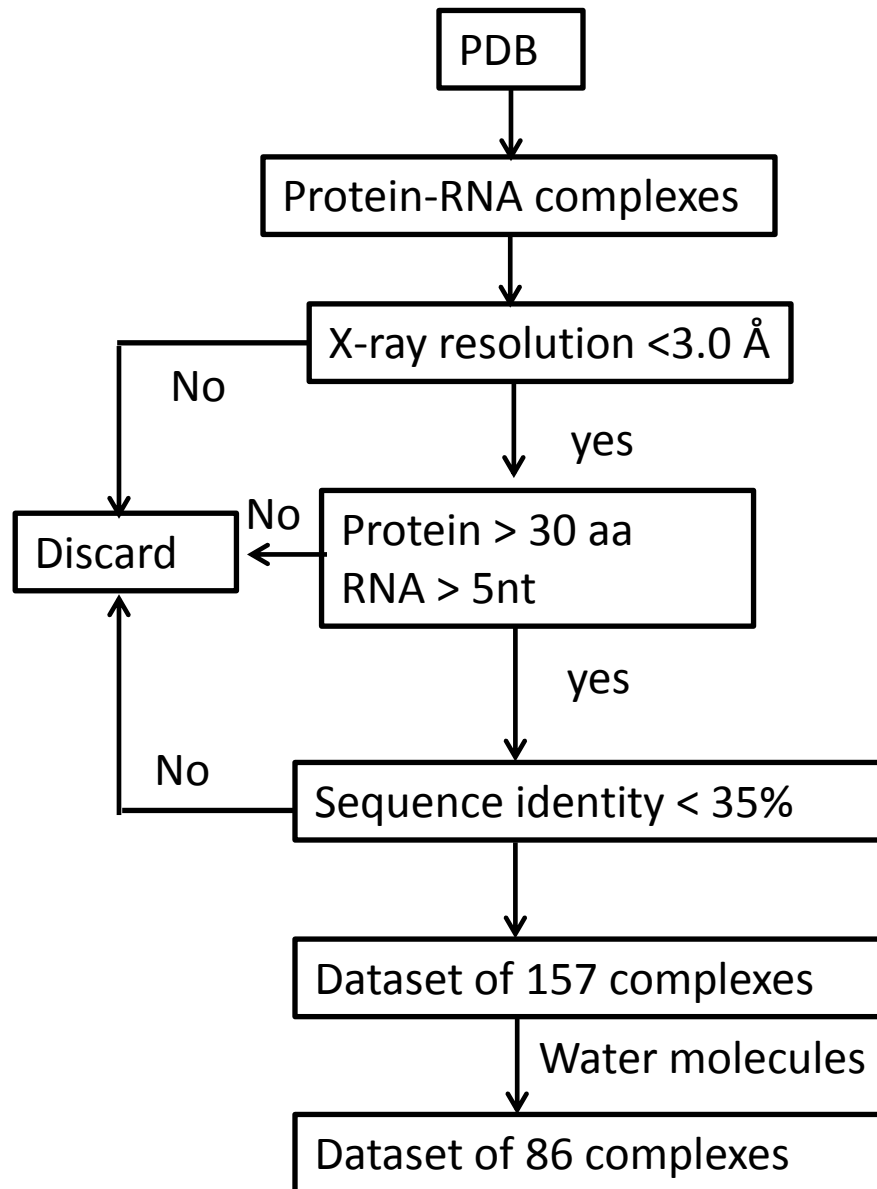 PDB
Protein-RNA complexes
X-ray resolution <3.0 Å
No
yes
No
Protein > 30 aa
RNA > 5nt
Discard
yes
No
Sequence identity < 35%
Dataset of 157 complexes
Water molecules
Dataset of 86 complexes